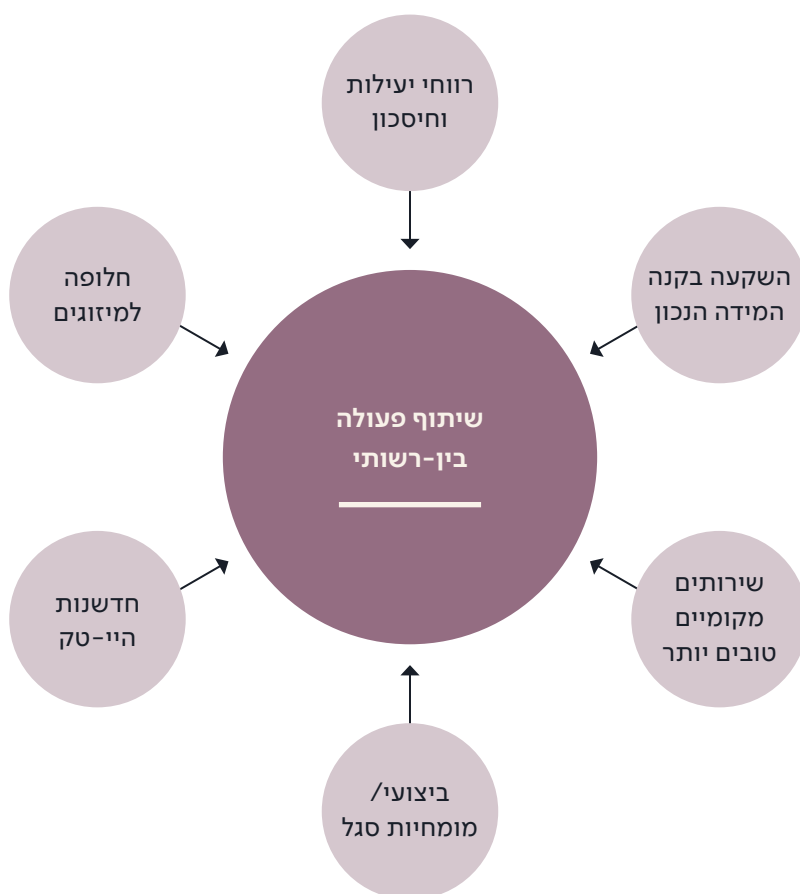 רווחי יעילות
וחיסכון
השקעה בקנה
המידה הנכון
חלופה
למיזוגים
שיתוף פעולה
בין-רשותי
שירותים
מקומיים
טובים יותר
חדשנות
היי-טק
ביצועי/
מומחיות סגל